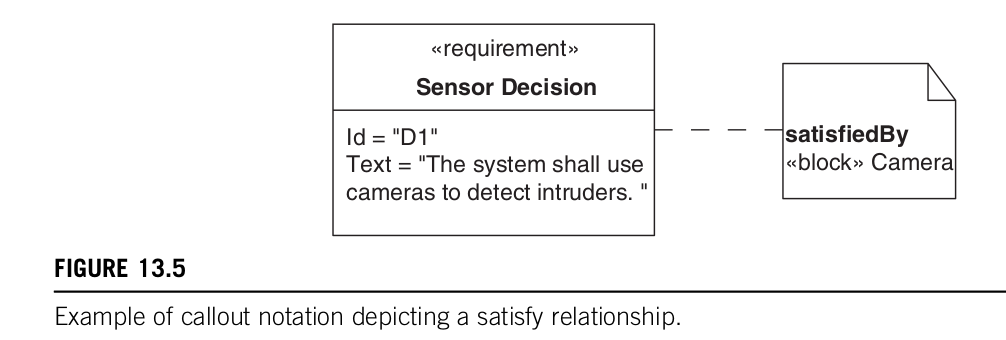 «requirement»
Sensor Decision
Id = "D1"
Text = "The system shall use
cameras to detect intruders. "
satisfiedBy
«block» Camera
FIGURE 13.5
Example of callout notation depicting a satisfy relationship.